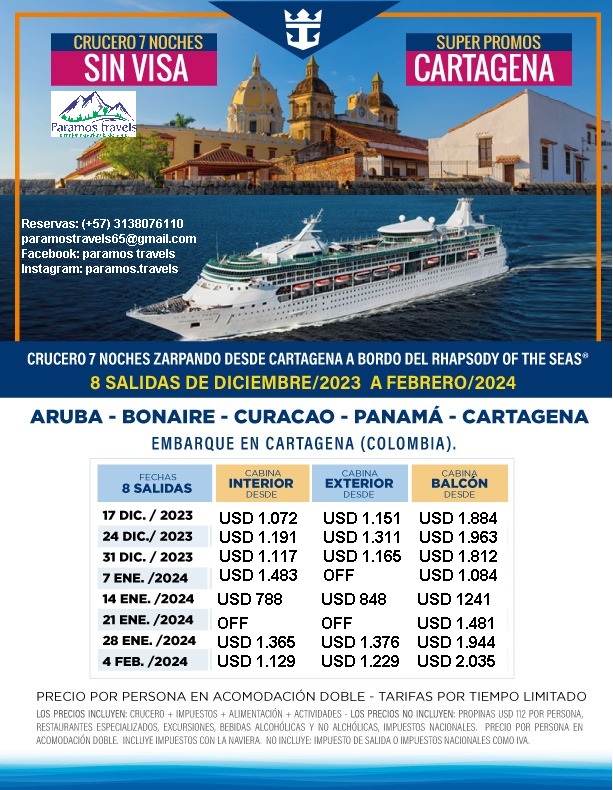 CRUCERO 7 NOCHES
SIN VISA
SUPER PROMOS
CARTAGENA
Paramos travels
Reservas: (+57) 3138076110
paramostravels65@gmail.com
Facebook: paramos travels
Instagram: paramos.travels
CRUCERO 7 NOCHES ZARPANDO DESDE CARTAGENA A BORDO DEL RHAPSODY OF THE SEAS®
8 SALIDAS DE DICIEMBRE/2023 A FEBRERO/2024
ARUBA - BONAIRE - CURACAO - PANAMÁ - CARTAGENA
EMBARQUE EN CARTAGENA (COLOMBIA).
FECHAS
8 SALIDAS
CABINA
INTERIOR
DESDE
CABINA
EXTERIOR
DESDE
CABINA
BALCÓN
DESDE
17 DIC. / 2023 USD 1.072 USD 1.151 USD 1.884
24 DIC./ 2023 USD 1.191 USD 1.311 USD 1.963
31 DIC. / 2023 USD 1.117 USD 1.165 USD 1.812
7 ENE. /2024 USD 1.483 OFF USD 1.084
14 ENE. /2024 USD 788 USD 848 USD 1241
21 ENE. /2024 OFF OFF USD 1.481
28 ENE. /2024 USD 1.365 USD 1.376 USD 1.944
4 FEB. /2024 USD 1.129 USD 1.229 USD 2.035
PRECIO POR PERSONA EN ACOMODACIÓN DOBLE - TARIFAS POR TIEMPO LIMITADO
LOS PRECIOS INCLUYEN: CRUCERO + IMPUESTOS + ALIMENTACIÓN + ACTIVIDADES - LOS PRECIOS NO INCLUYEN: PROPINAS USD 112 POR PERSONA,
RESTAURANTES ESPECIALIZADOS, EXCURSIONES, BEBIDAS ALCOHÓLICAS Y NO ALCHÓLICAS, IMPUESTOS NACIONALES. PRECIO POR PERSONA EN
ACOMODACIÓN DOBLE. INCLUYE IMPUESTOS CON LA NAVIERA. NO INCLUYE: IMPUESTO DE SALIDA O IMPUESTOS NACIONALES COMO IVA.